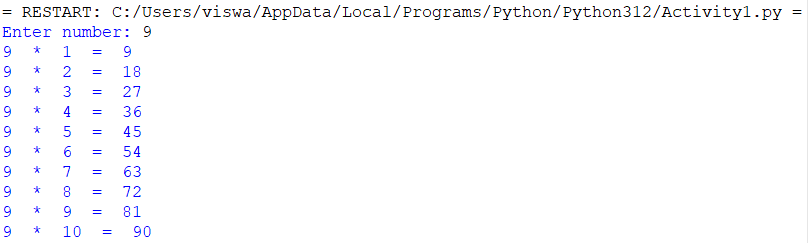 = RESTART: C:/Users/viswa/AppData/Local/Programs/Python/Python312/Activity1.py =
Enter number: 9
9  *  1  =  9
9  *  2  =  18
9  *  3  =  27
9  *  4  =  36
9  *  5  =  45
9  *  6  =  54
9  *  7  =  63
9  *  8  =  72
9  *  9  =  81
9  *  10  =  90